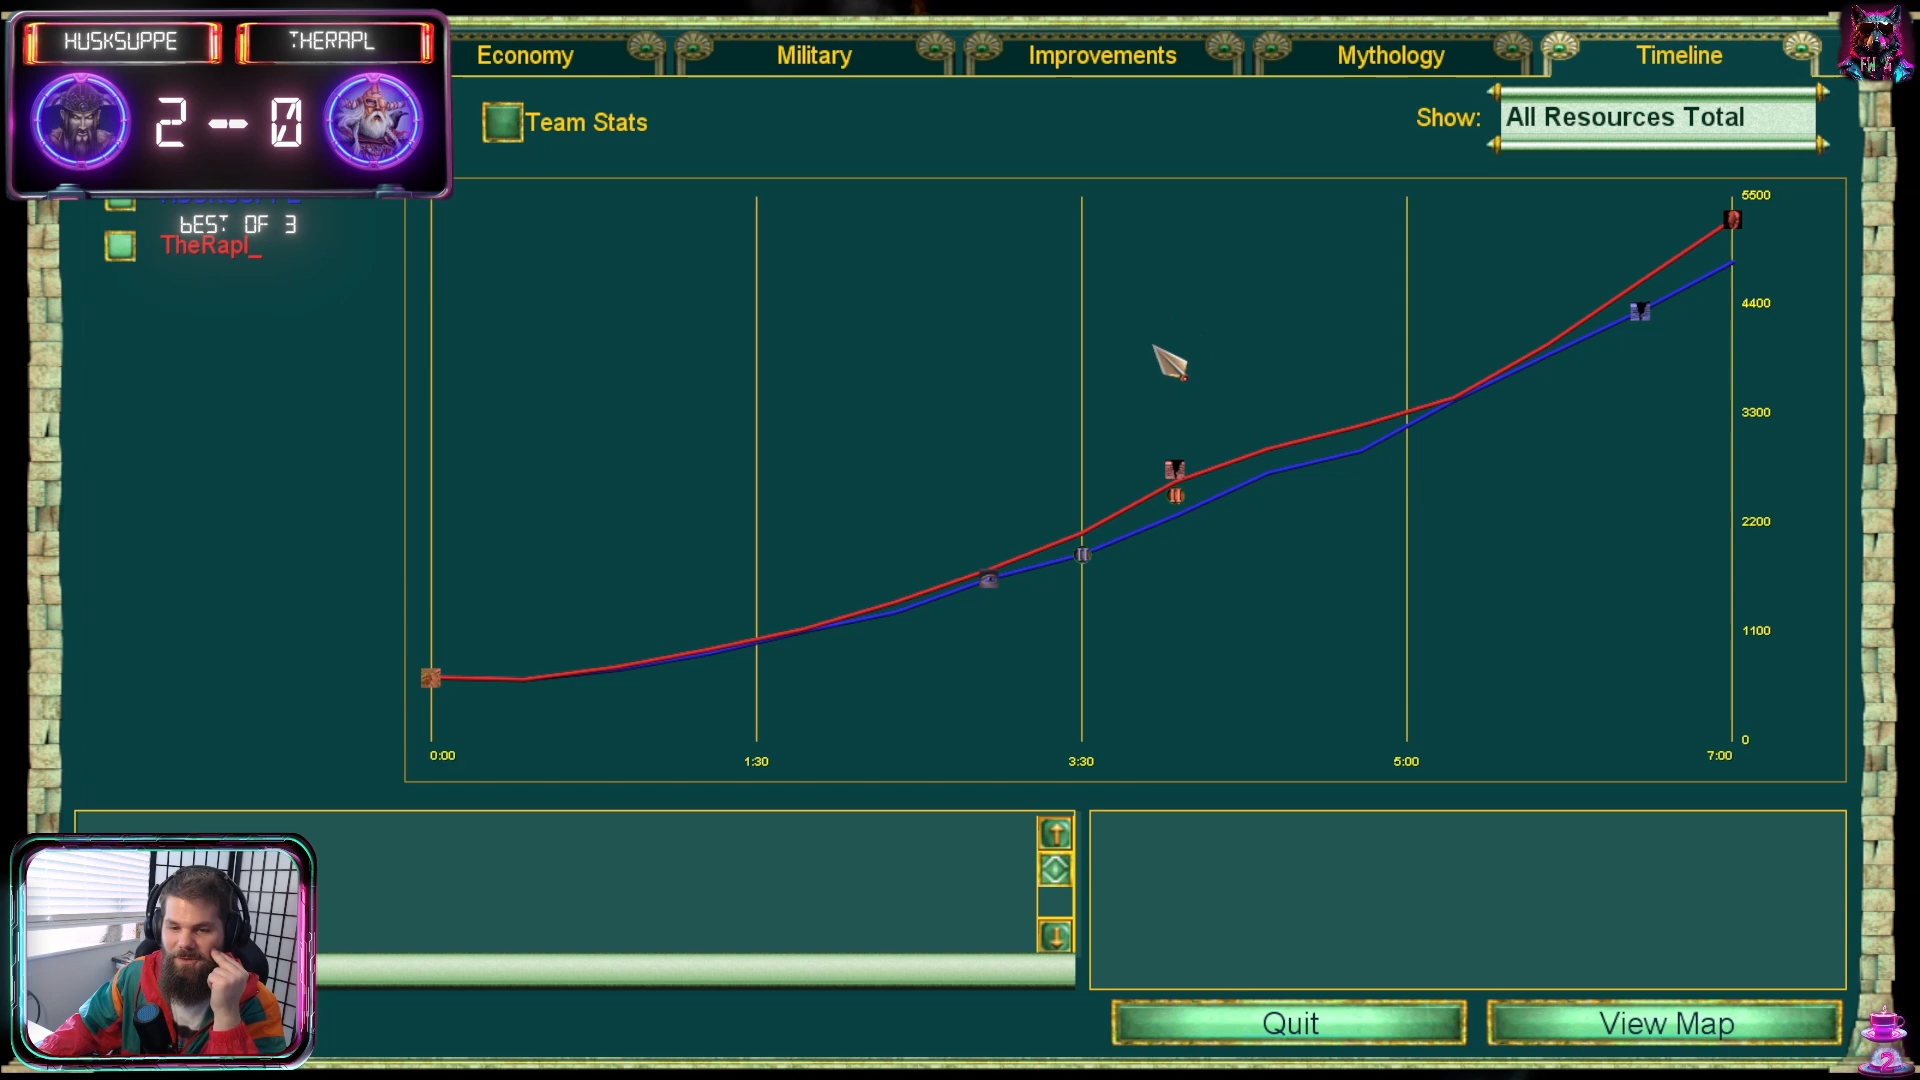 HUSKSUPPE
THERAPL
2 -- 0
Economy
Military
Improvements
Mythology
Timeline
Team Stats
Show:
All Resources Total
bEST OF 3
TheRapl_
5500
4400
3300
2200
1100
0
0:00
1:30
3:30
5:00
7:00
Quit
View Map
2